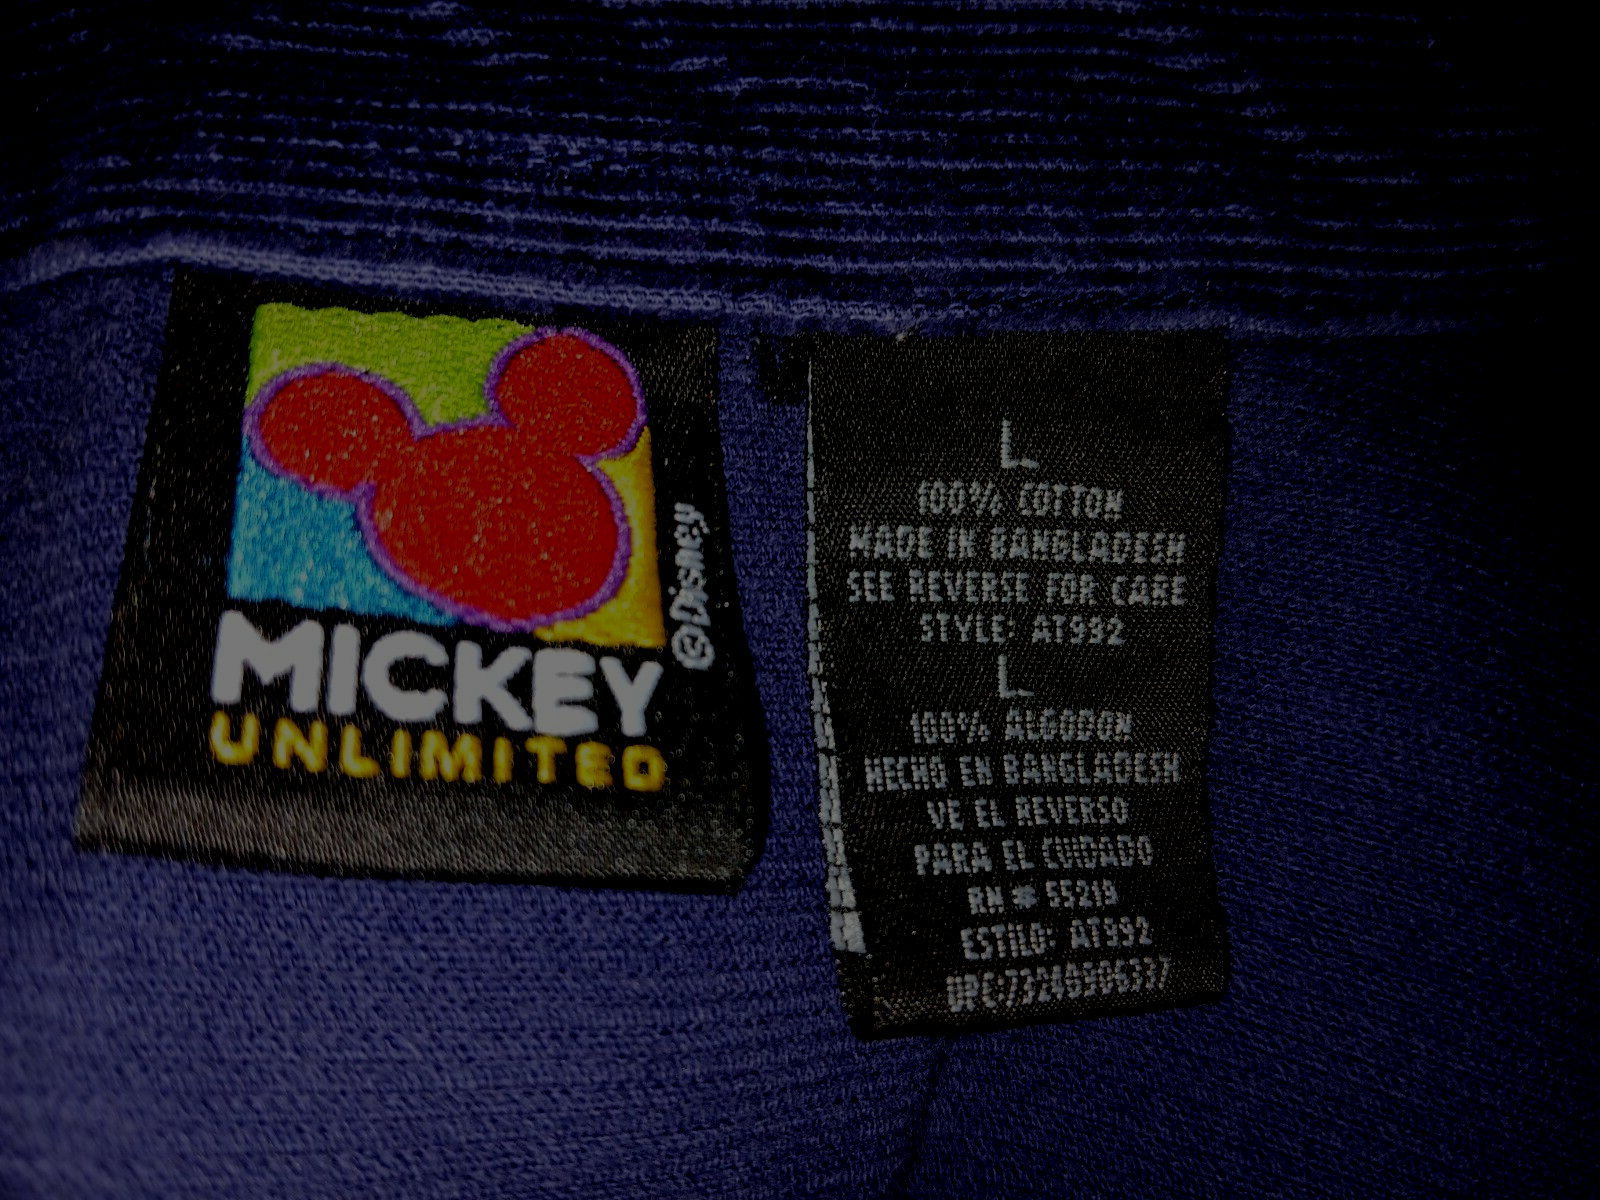 MICKEY
UNLIMITED
© Disney
L
100% COTTON
MADE IN BANGLADESH
SEE REVERSE FOR CARE
STYLE: AT992
L
100% ALGODON
HECHO EN BANGLADESH
VE EL REVERSO
PARA EL CUIDADO
RN # 55219
ESTILO: AT992